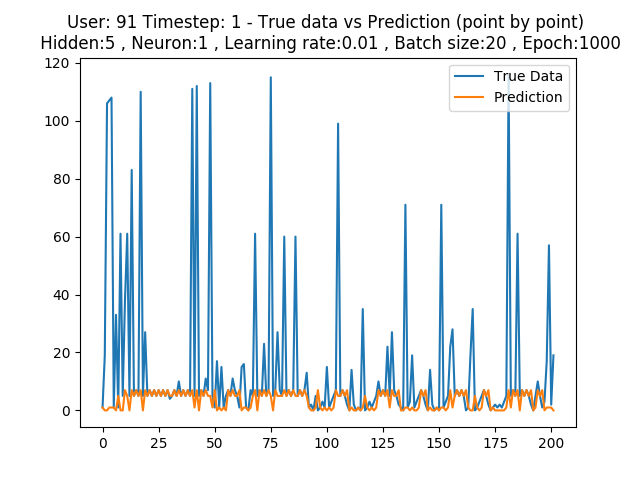 User: 91 Timestep: 1 - True data vs Prediction (point by point)
Hidden:5 , Neuron:1 , Learning rate:0.01 , Batch size:20 , Epoch:1000
True Data
Prediction
120
100
80
60
40
20
0
0 25 50 75 100 125 150 175 200